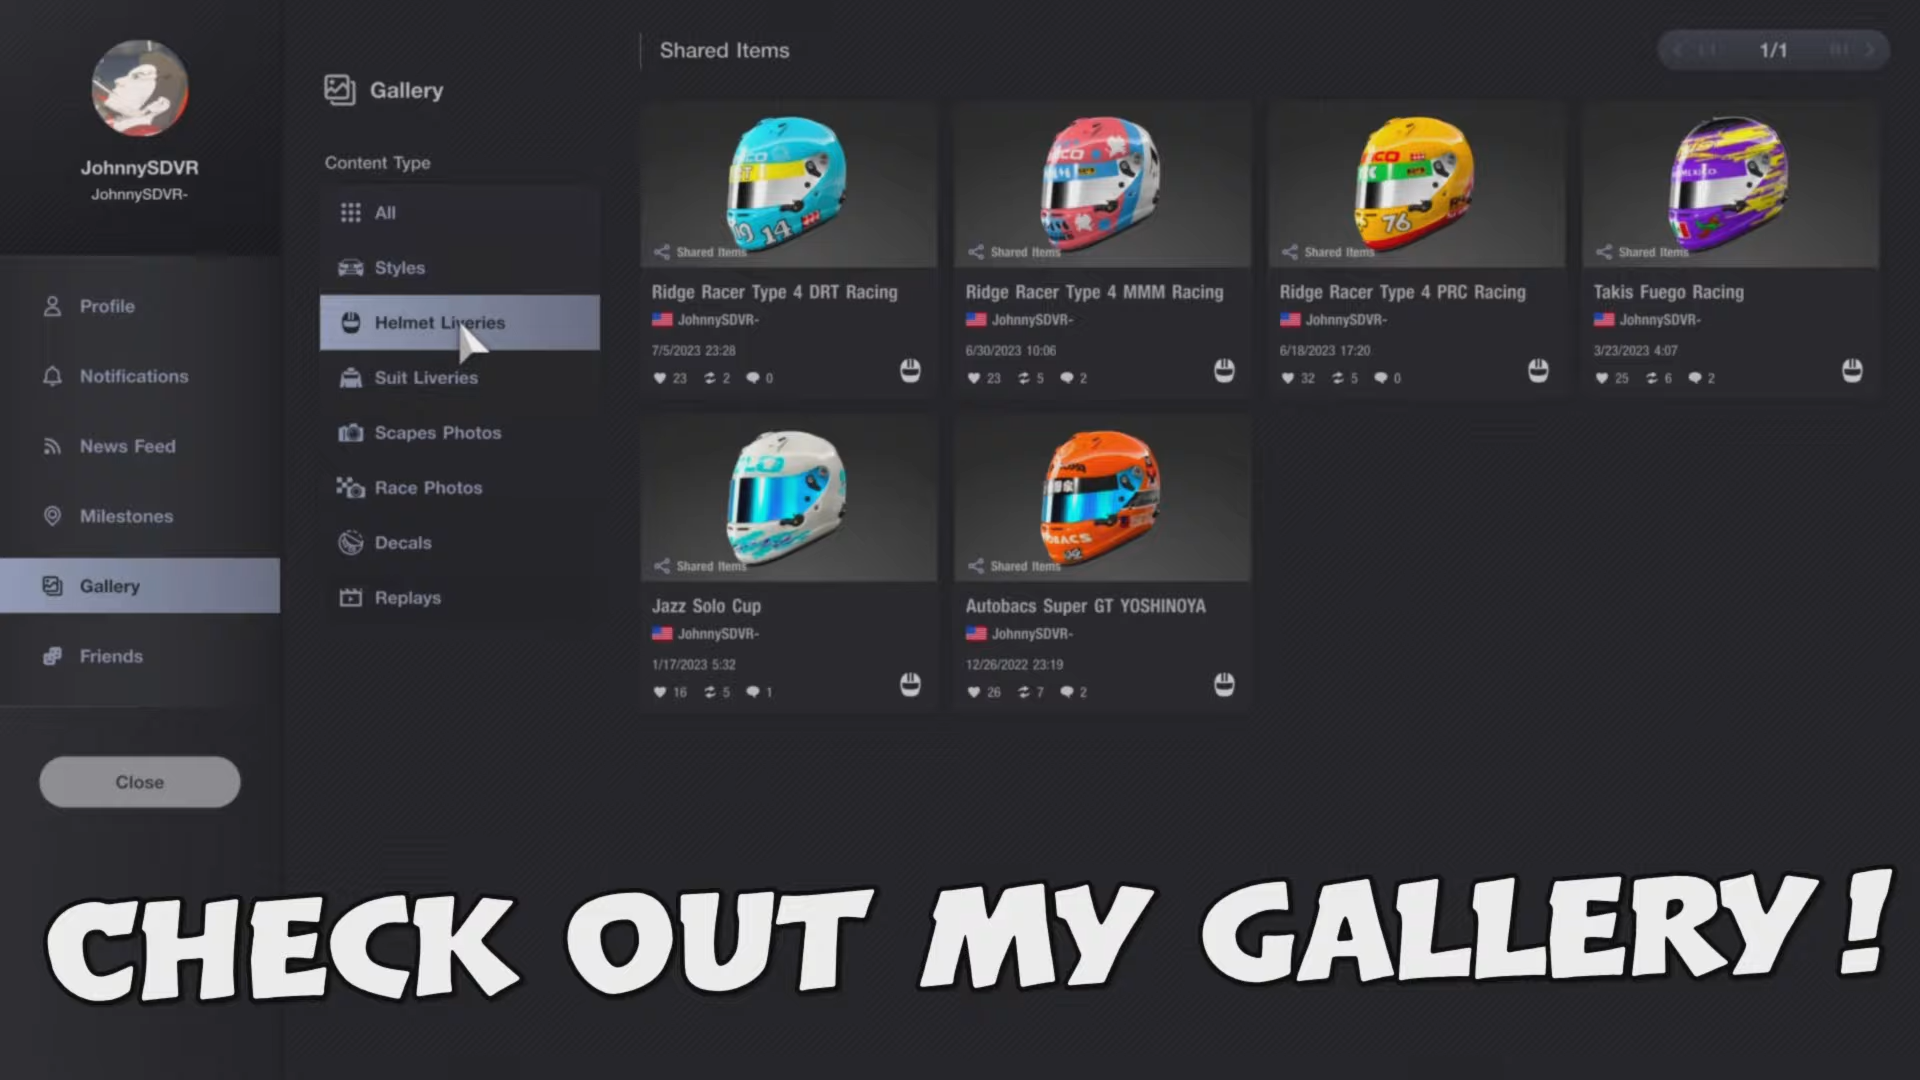 JohnnySDVR
JohnnySDVR-
Profile
Notifications
News Feed
Milestones
Gallery
Friends
Close
Gallery
Content Type
All
Styles
Helmet Liveries
Suit Liveries
Scapes Photos
Race Photos
Decals
Replays
Shared Items
1/1
14
Shared Items
Ridge Racer Type 4 DRT Racing
JohnnySDVR-
7/5/2023 23:28
23 2 0
Shared Items
Ridge Racer Type 4 MMM Racing
JohnnySDVR-
6/30/2023 10:06
23 5 2
76
Shared Items
Ridge Racer Type 4 PRC Racing
JohnnySDVR-
6/18/2023 17:20
32 5 0
MEXICO
Shared Items
Takis Fuego Racing
JohnnySDVR-
3/23/2023 4:07
25 6 2
Shared Items
Jazz Solo Cup
JohnnySDVR-
1/17/2023 5:32
16 5 1
Shared Items
Autobacs Super GT YOSHINOYA
JohnnySDVR-
12/26/2022 23:19
26 7 2
CHECK OUT MY GALLERY!